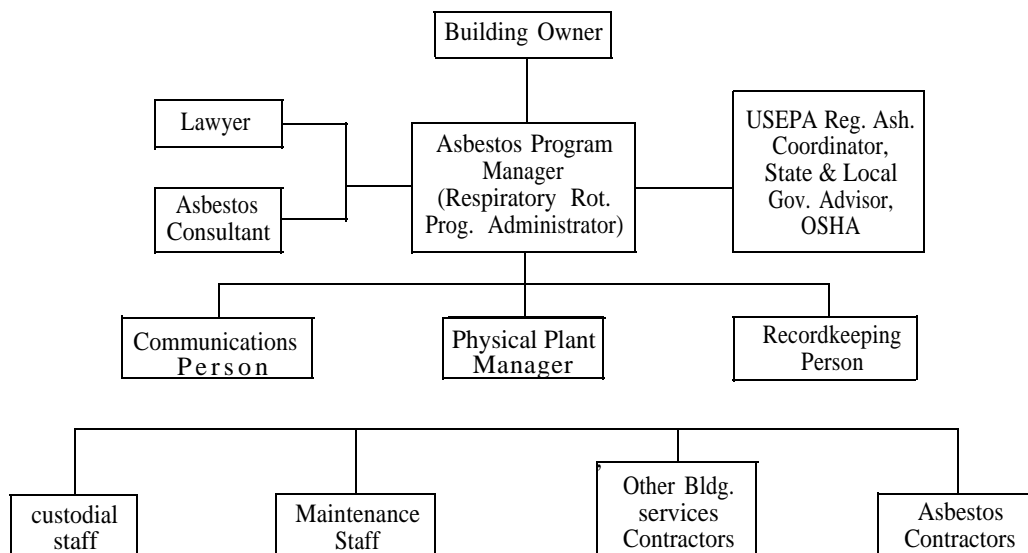 Building Owner
Lawyer
Asbestos
Consultant
Asbestos Program
Manager
(Respiratory Rot.
Prog. Administrator)
USEPA Reg. Ash.
Coordinator,
State & Local
Gov. Advisor,
OSHA
Communications
Person
Physical Plant
Manager
Recordkeeping
Person
custodial
staff
Maintenance
Staff
Other Bldg.
services
Contractors
Asbestos
Contractors